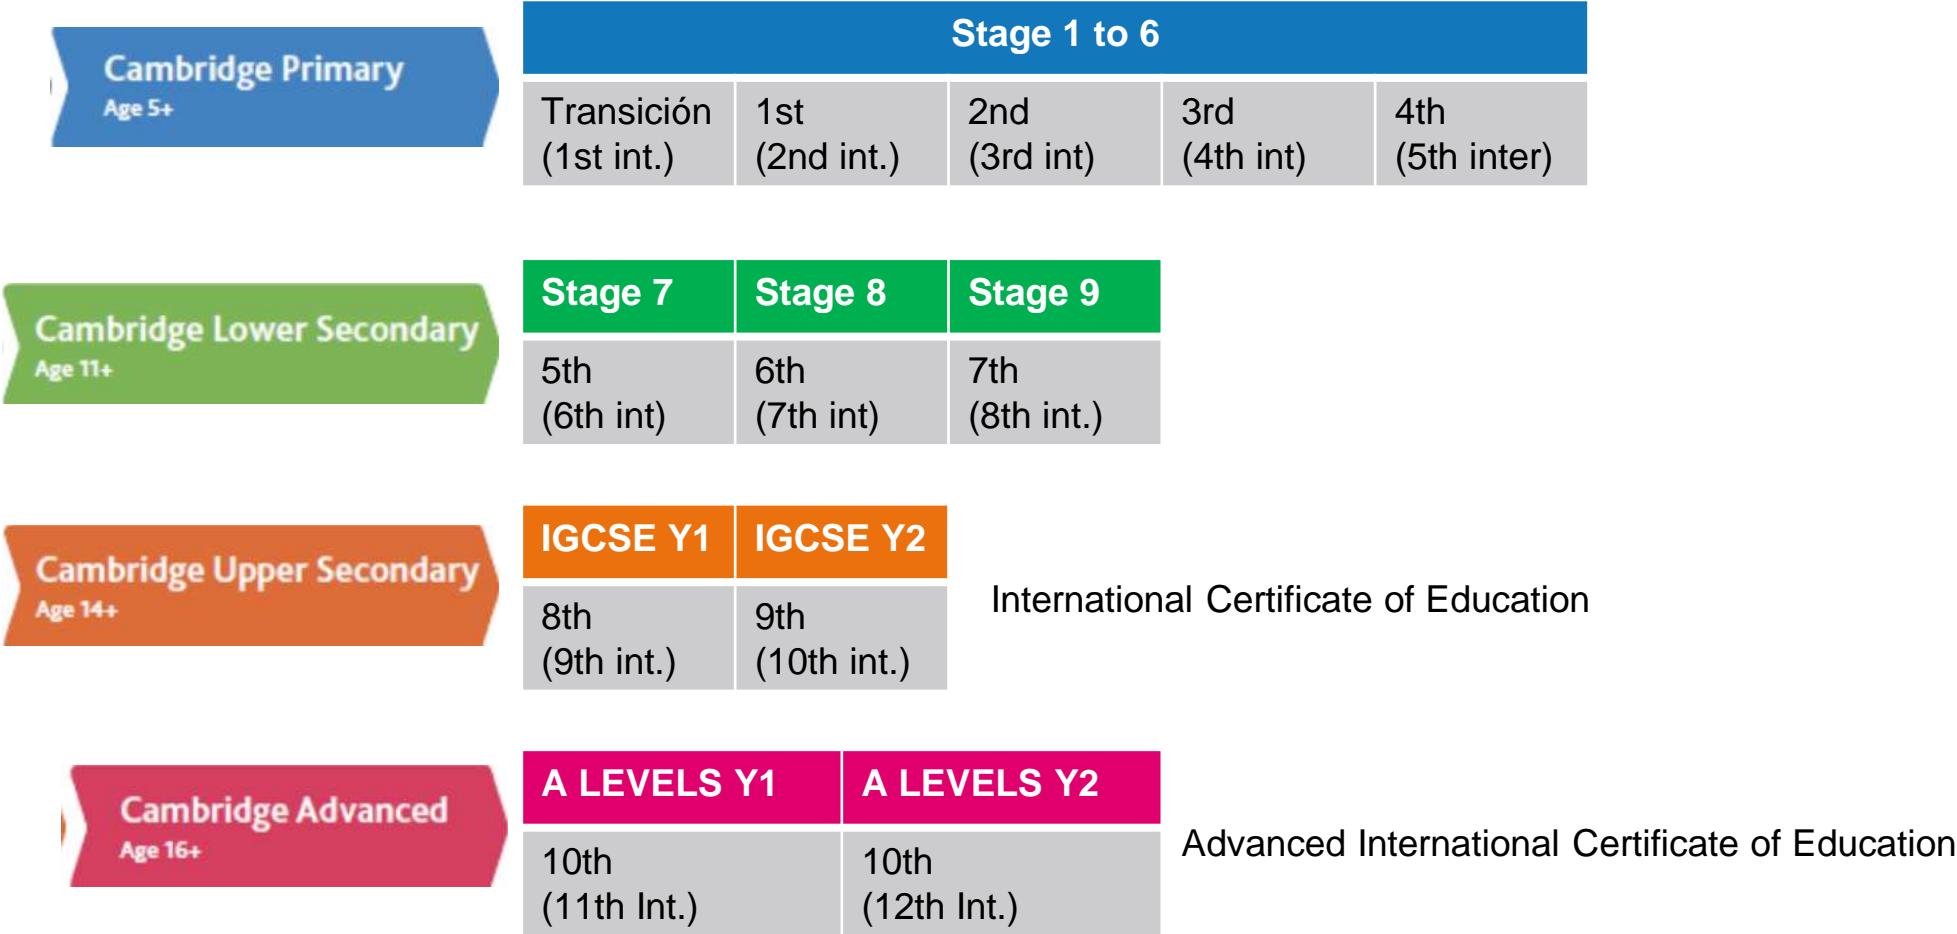 Cambridge Primary
Age 5+
Stage 1 to 6
Transición
(1st int.)
1st
(2nd int.)
2nd
(3rd int)
3rd
(4th int)
4th
(5th inter)
Cambridge Lower Secondary
Age 11+
Stage 7
Stage 8
Stage 9
5th
(6th int)
6th
(7th int)
7th
(8th int.)
Cambridge Upper Secondary
Age 14+
IGCSE Y1
IGCSE Y2
8th
(9th int.)
9th
(10th int.)
International Certificate of Education
Cambridge Advanced
Age 16+
A LEVELS Y1
A LEVELS Y2
10th
(11th Int.)
10th
(12th Int.)
Advanced International Certificate of Education